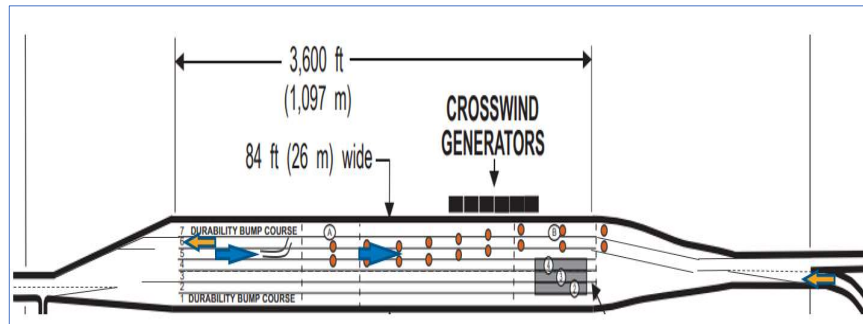 3,600 ft
(1,097 m)
CROSSWIND
GENERATORS
84 ft (26 m) wide
7 DURABILITY BUMP COURSE
A
B
6
5
4
4
3
3
2
2
1 DURABILITY BUMP COURSE